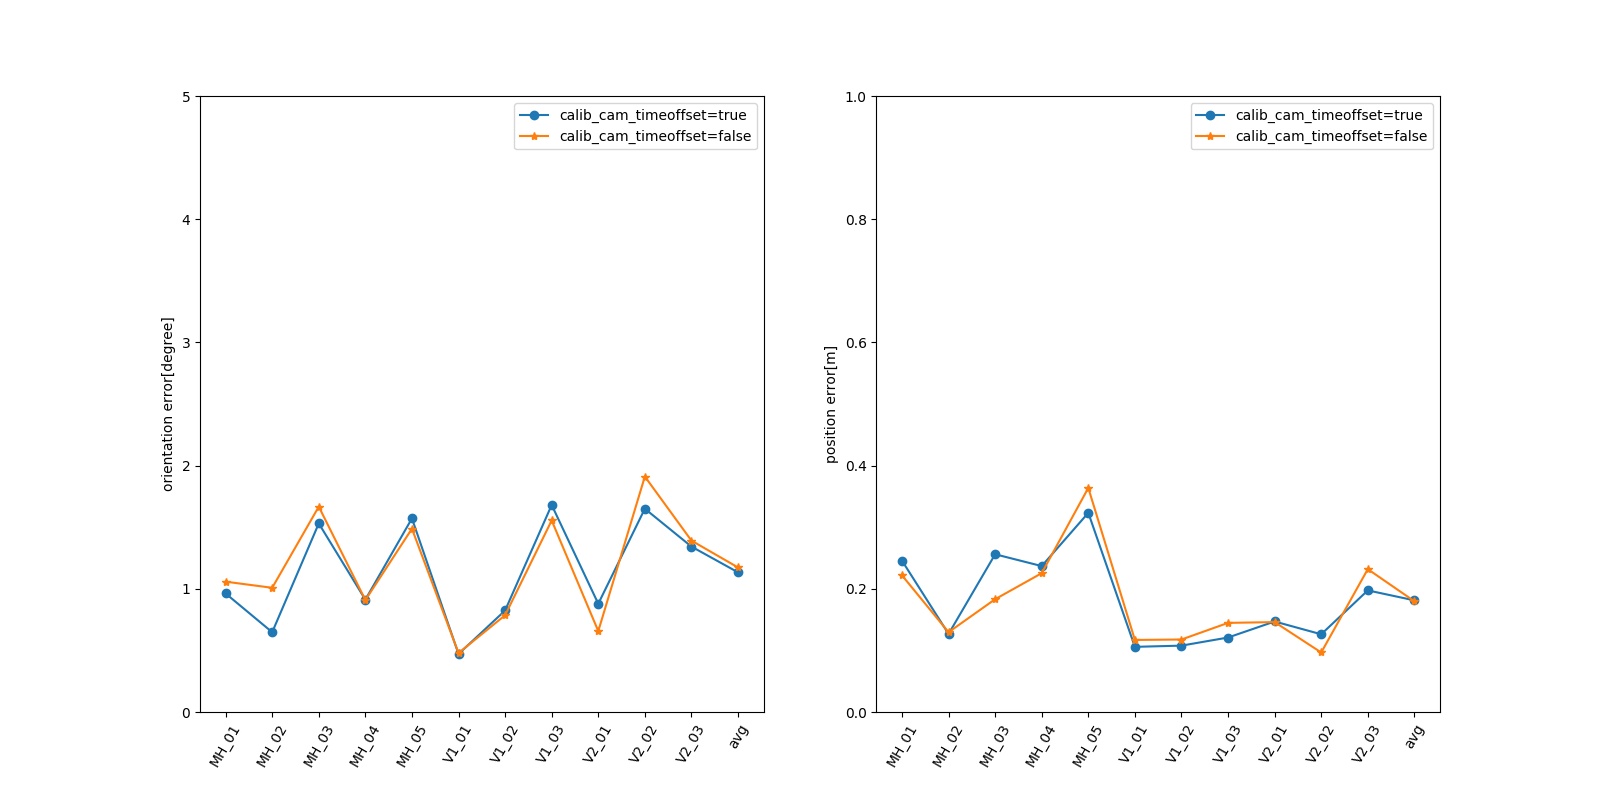 calib_cam_timeoffset=true
calib_cam_timeoffset=false
orientation error[degree]
5
4
3
2
1
0
MH_01
MH_02
MH_03
MH_04
MH_05
V1_01
V1_02
V1_03
V2_01
V2_02
V2_03
avg
calib_cam_timeoffset=true
calib_cam_timeoffset=false
position error[m]
1.0
0.8
0.6
0.4
0.2
0.0
MH_01
MH_02
MH_03
MH_04
MH_05
V1_01
V1_02
V1_03
V2_01
V2_02
V2_03
avg